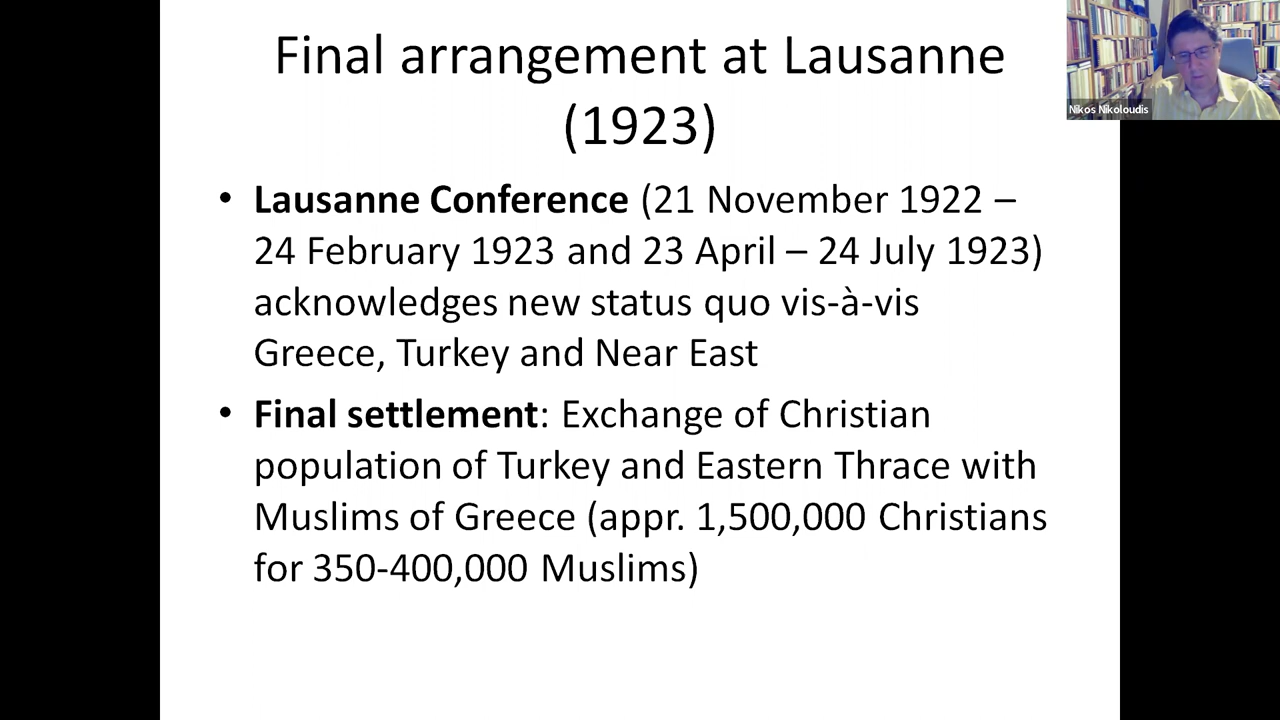 Final arrangement at Lausanne
(1923)
Nikos Nikoloudis
• Lausanne Conference (21 November 1922 –
24 February 1923 and 23 April – 24 July 1923)
acknowledges new status quo vis-à-vis
Greece, Turkey and Near East
• Final settlement: Exchange of Christian
population of Turkey and Eastern Thrace with
Muslims of Greece (appr. 1,500,000 Christians
for 350-400,000 Muslims)